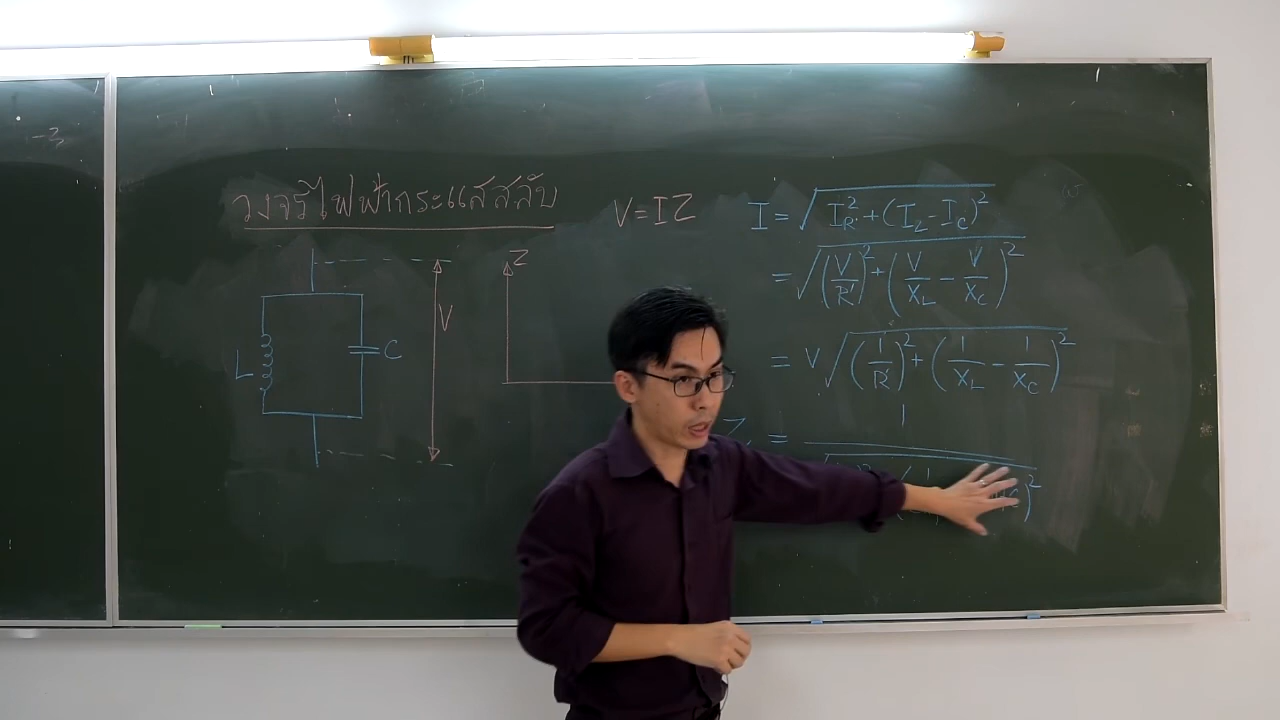 วงจรไฟฟ้ากระแสสลับ
V=IZ
L
C
V
Z
I = √(I_R² + (I_L - I_C)²)
= √((V/R)² + (V/X_L - V/X_C)²)
= V √((1/R)² + (1/X_L - 1/X_C)²)
Z = 1